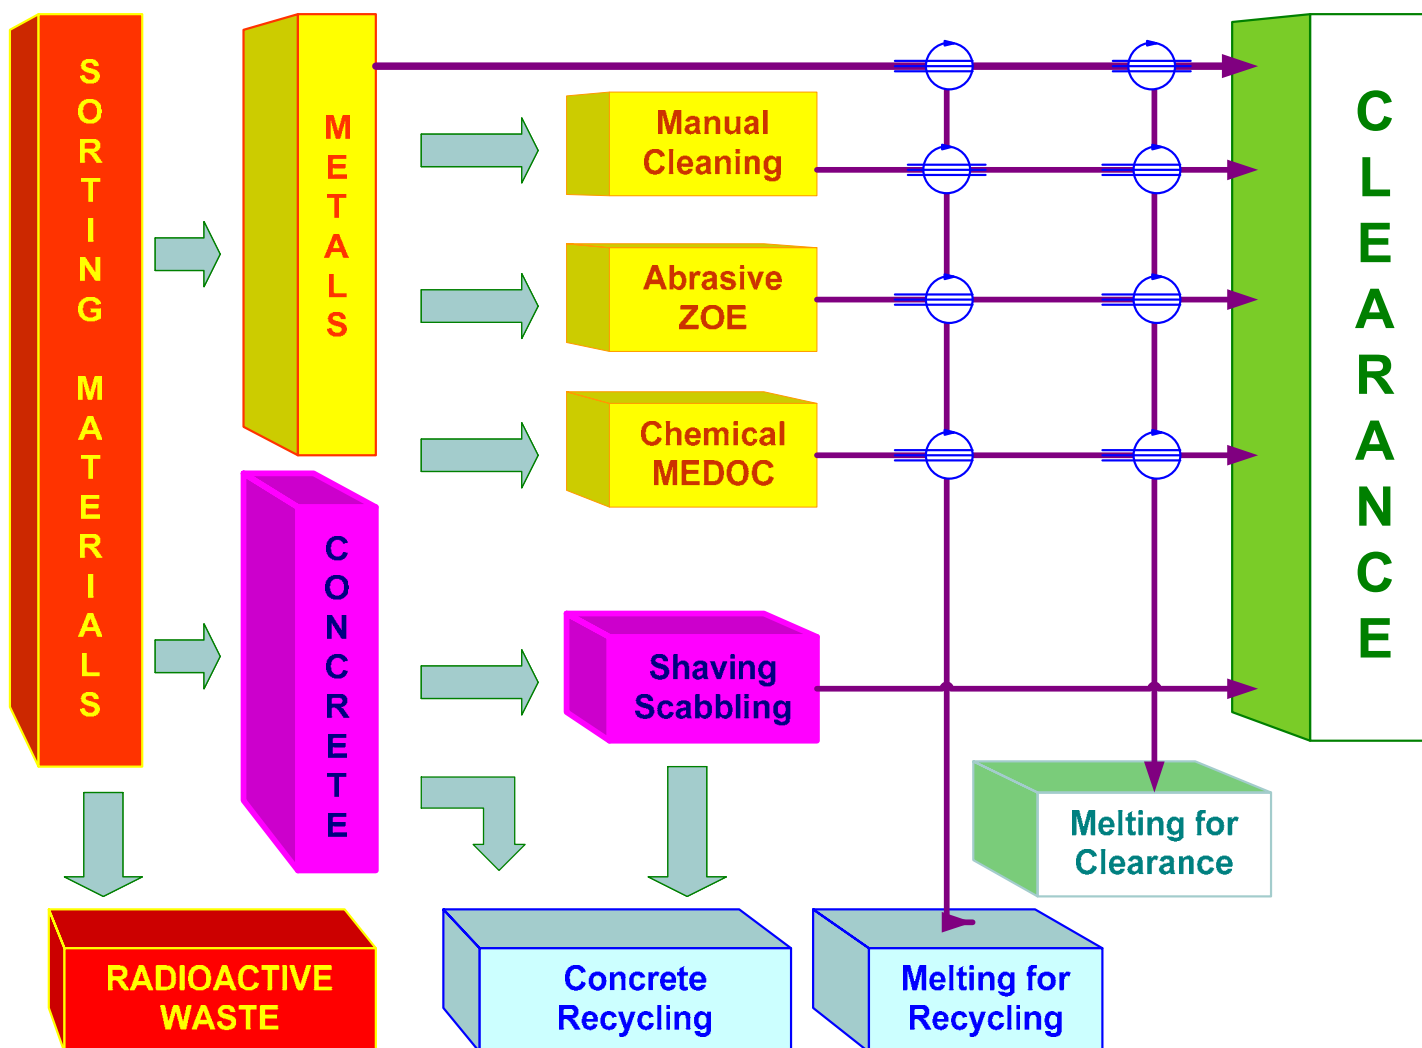 SORTING MATERIALS
METALS
Manual
Cleaning
Abrasive
ZOE
Chemical
MEDOC
CONCRETE
Shaving
Scabbling
CLEARANCE
Melting for
Clearance
RADIOACTIVE
WASTE
Concrete
Recycling
Melting for
Recycling